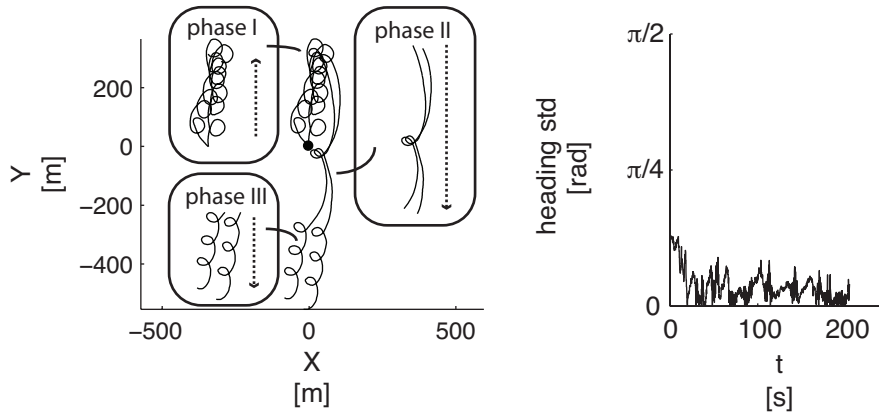 phase I
phase II
phase III
200
0
−200
−400
Y
[m]
−500
0
500
X
[m]
π/2
π/4
0
heading std
[rad]
0
100
200
t
[s]